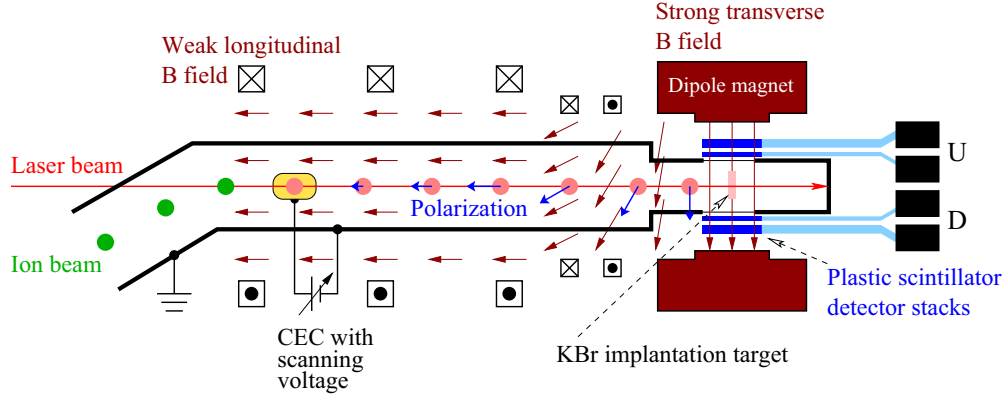 Strong transverse
B field
Weak longitudinal
B field
Dipole magnet
Laser beam
U
Polarization
D
Ion beam
Plastic scintillator
detector stacks
CEC with
scanning
voltage
KBr implantation target